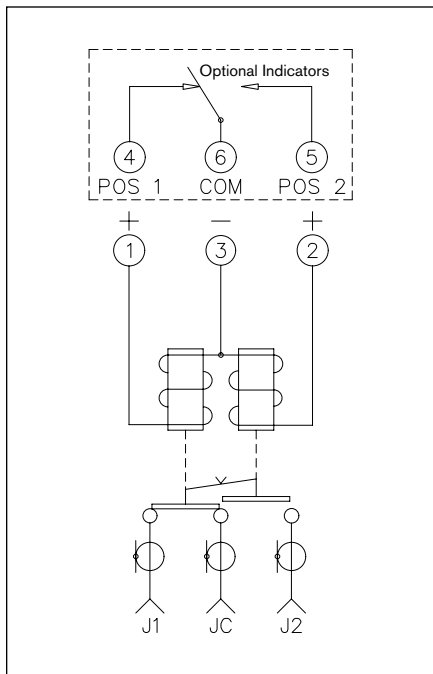 Optional Indicators
4 6 5
POS 1 COM POS 2
+ − +
1 3 2
J1 JC J2